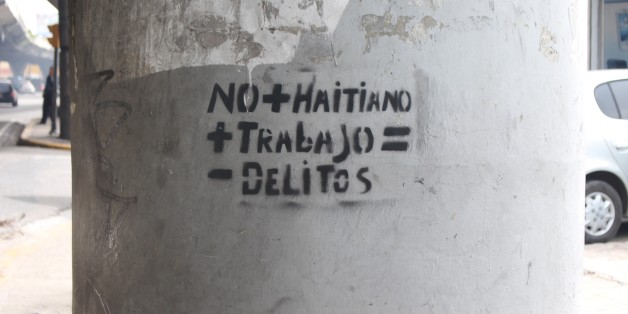 NO + HAITIANO
+ TRABAJO =
- DELITOS